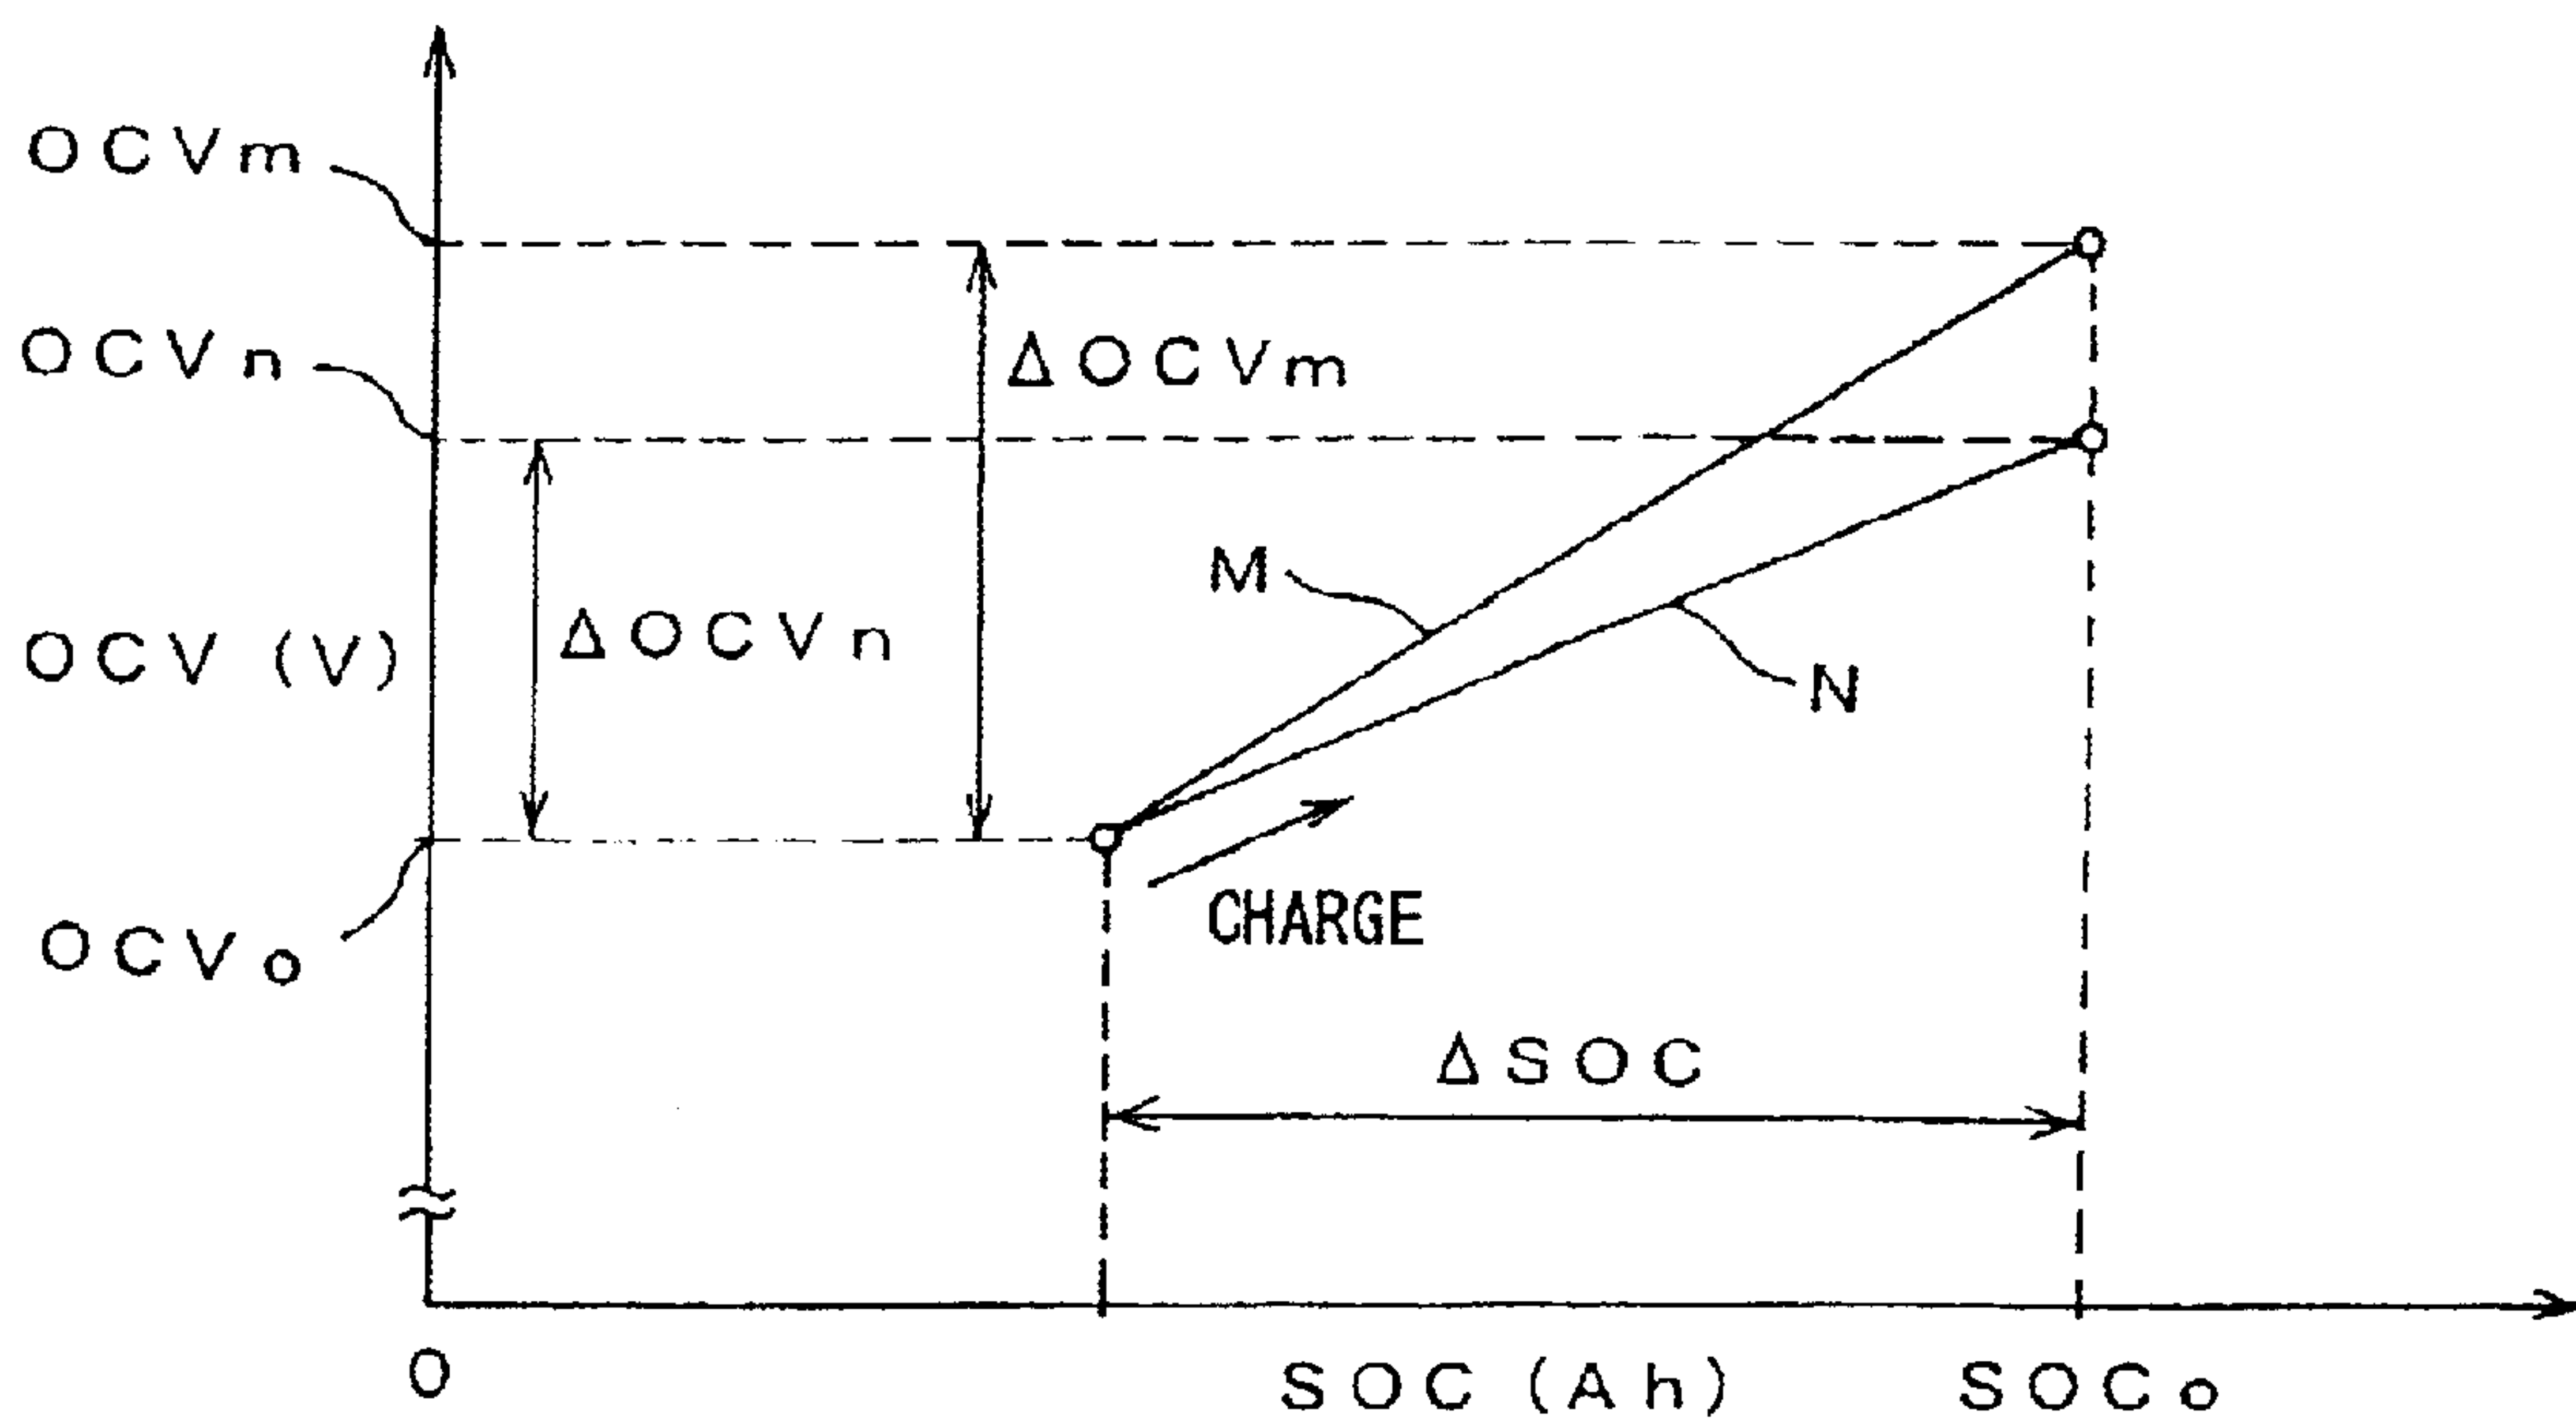 OCVm
OCVn
ΔOCVm
M
ΔOCVn
OCV (V)
N
CHARGE
OCVo
ΔSOC
0
SOC (Ah)
SOCo